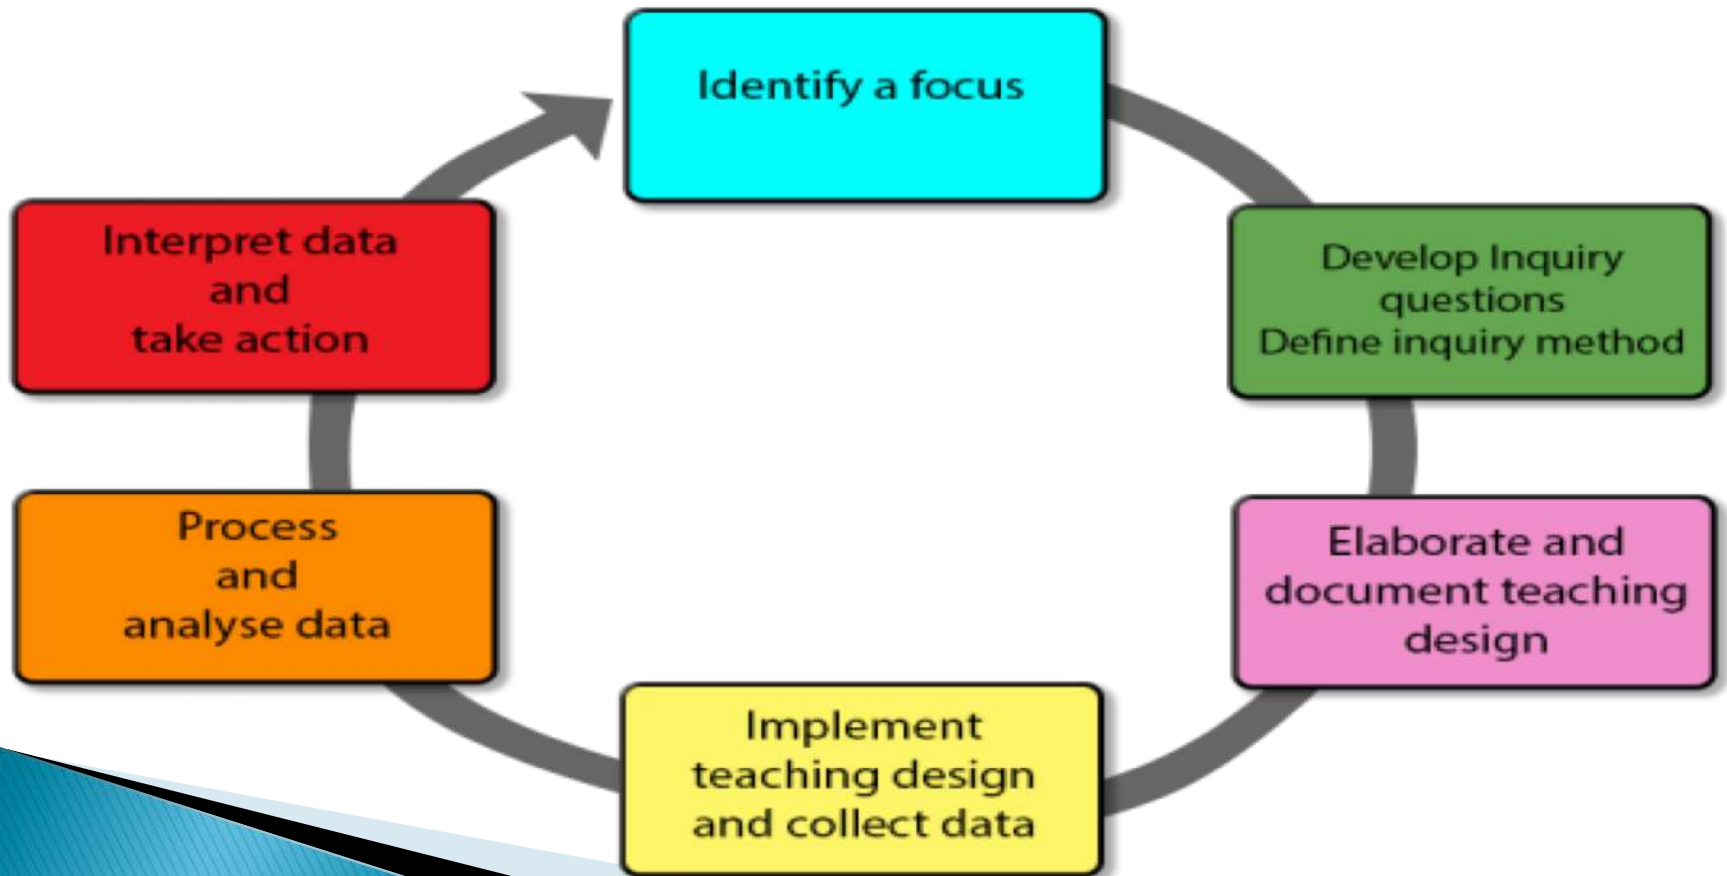 Identify a focus
Develop Inquiry
questions
Define inquiry method
Elaborate and
document teaching
design
Implement
teaching design
and collect data
Process
and
analyse data
Interpret data
and
take action